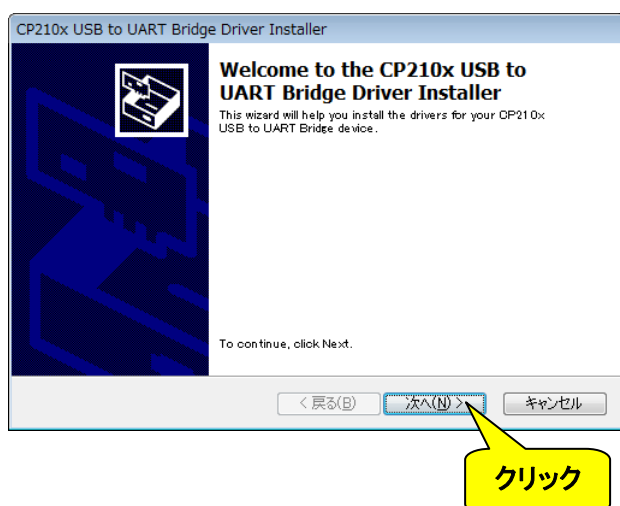 CP210x USB to UART Bridge Driver Installer
Welcome to the CP210x USB to
UART Bridge Driver Installer
This wizard will help you install the drivers for your CP210x
USB to UART Bridge device.
To continue, click Next.
< 戻る(B) 次へ(N) > キャンセル
クリック